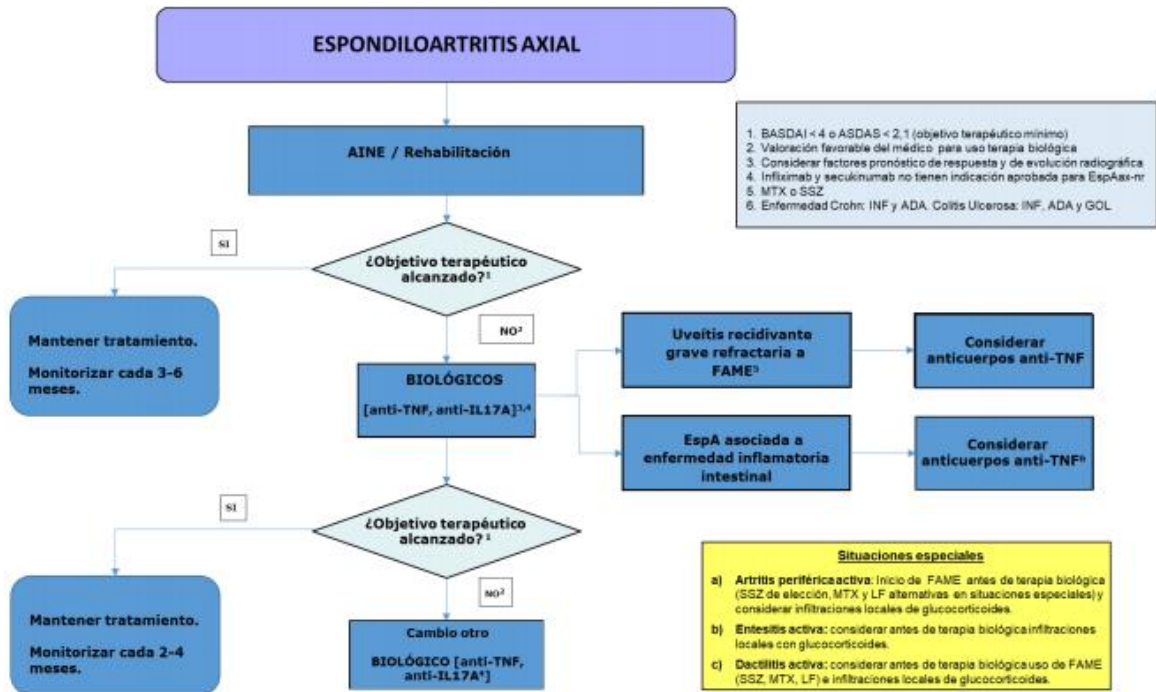 ESPONDILOARTRITIS AXIAL
AINE / Rehabilitación
1. BASDAI < 4 o ASDAS < 2,1 (objetivo terapéutico mínimo)
2. Valoración favorable del médico para uso terapia biológica
3. Considerar factores pronóstico de respuesta y de evolución radiográfica
4. Infliximab y secukinumab no tienen indicación aprobada para EspAax-nr
5. MTX o SSZ
6. Enfermedad Crohn: INF y ADA. Colitis Ulcerosa: INF, ADA y GOL
SI
¿Objetivo terapéutico
alcanzado?¹
Mantener tratamiento.
Monitorizar cada 3-6
meses.
NO²
BIOLÓGICOS
[anti-TNF, anti-IL17A]³,⁴
Uveítis recidivante
grave refractaria a
FAME⁵
Considerar
anticuerpos anti-TNF
EspA asociada a
enfermedad inflamatoria
intestinal
Considerar
anticuerpos anti-TNF⁶
SI
¿Objetivo terapéutico
alcanzado? ¹
Mantener tratamiento.
Monitorizar cada 2-4
meses.
NO²
Cambio otro
BIOLÓGICO [anti-TNF,
anti-IL17A⁴]
Situaciones especiales
a) Artritis periférica activa: Inicio de FAME antes de terapia biológica
(SSZ de elección, MTX y LF alternativas en situaciones especiales) y
considerar infiltraciones locales de glucocorticoides.
b) Entesitis activa: considerar antes de terapia biológica infiltraciones
locales con glucocorticoides.
c) Dactilitis activa: considerar antes de terapia biológica uso de FAME
(SSZ, MTX, LF) e infiltraciones locales de glucocorticoides.